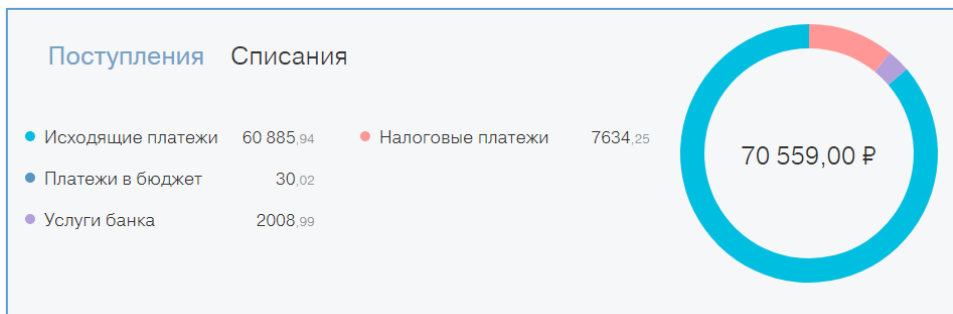 Поступления Списания
Исходящие платежи 60 885,94 Налоговые платежи 7634,25
Платежи в бюджет 30,02
Услуги банка 2008,99
70 559,00 ₽